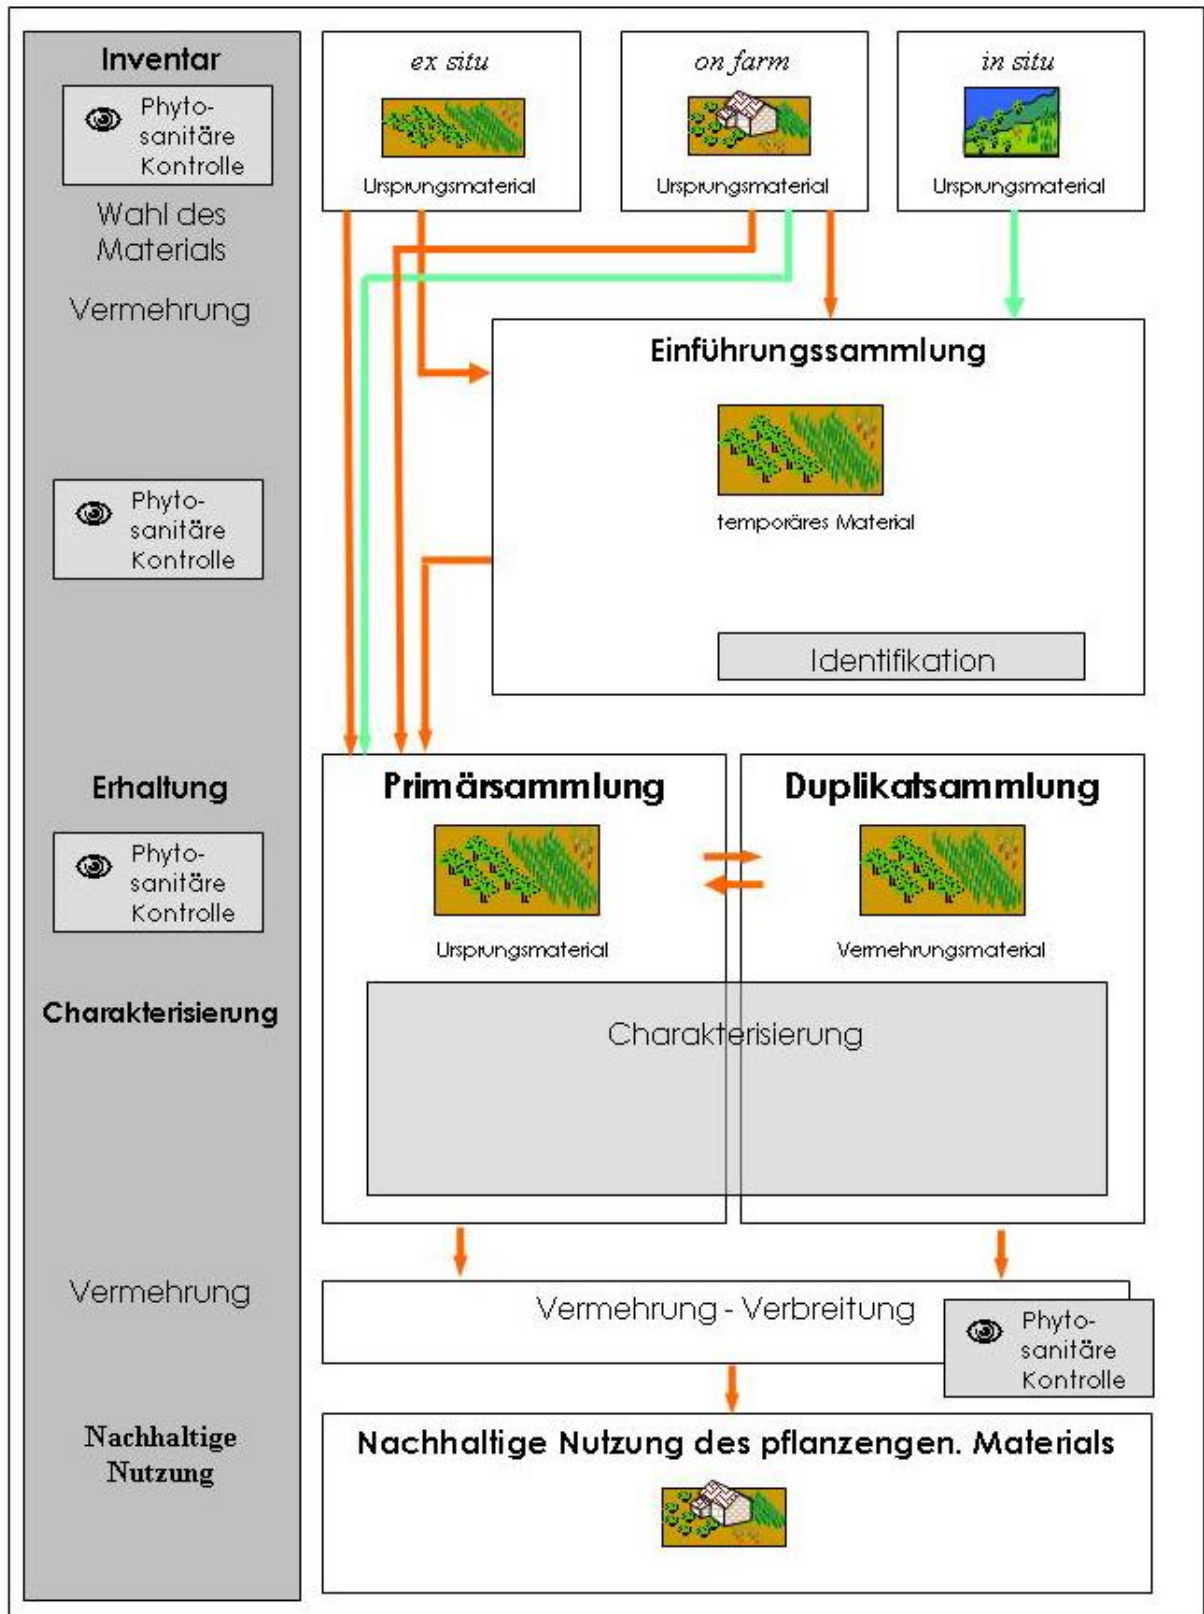 Inventar
Phyto-
sanitäre
Kontrolle
Wahl des
Materials
Vermehrung
Phyto-
sanitäre
Kontrolle
Erhaltung
Phyto-
sanitäre
Kontrolle
Charakterisierung
Vermehrung
Nachhaltige
Nutzung
ex situ
Ursprungsmaterial
on farm
Ursprungsmaterial
in situ
Ursprungsmaterial
Einführungssammlung
temporäres Material
Identifikation
Primärsammlung
Ursprungsmaterial
Duplikatsammlung
Vermehrungsmaterial
Charakterisierung
Vermehrung - Verbreitung
Phyto-
sanitäre
Kontrolle
Nachhaltige Nutzung des pflanzengen. Materials